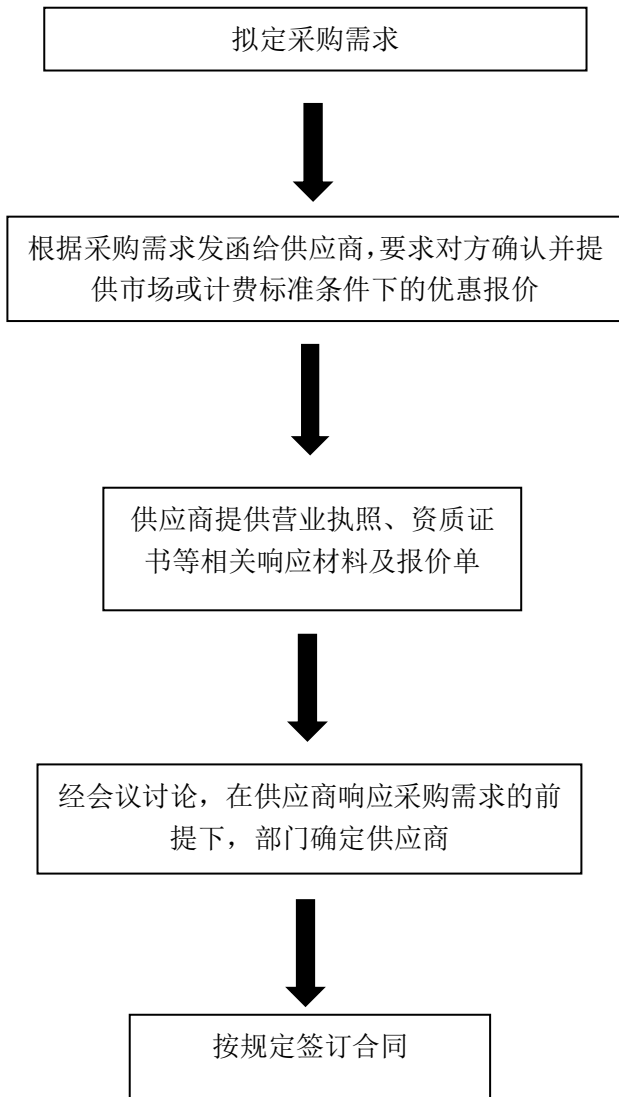 拟定采购需求
根据采购需求发函给供应商，要求对方确认并提
供市场或计费标准条件下的优惠报价
供应商提供营业执照、资质证
书等相关响应材料及报价单
经会议讨论，在供应商响应采购需求的前
提下，部门确定供应商
按规定签订合同